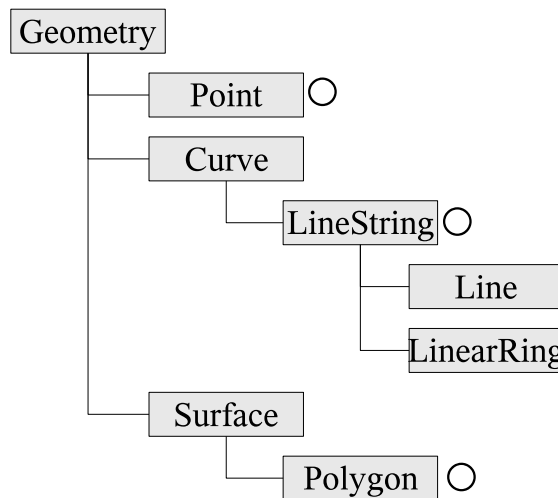 Geometry
Point
Curve
LineString
Line
LinearRing
Surface
Polygon